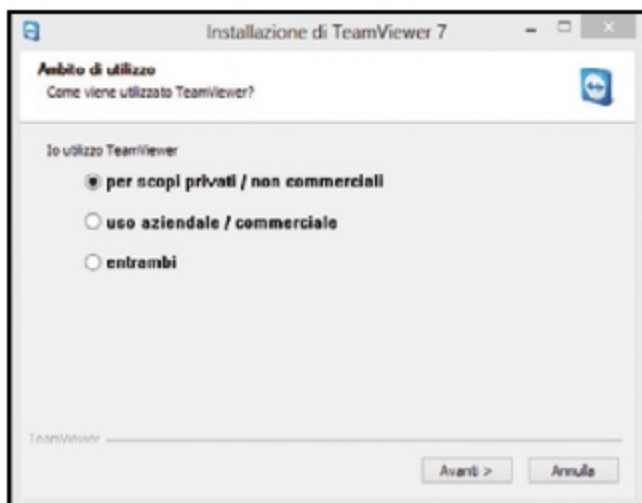 Installazione di TeamViewer 7
Ambito di utilizzo
Come viene utilizzato TeamViewer?
Io utilizzo TeamViewer
per scopi privati / non commerciali
uso aziendale / commerciale
entrambi
TeamViewer
Avanti >
Annulla